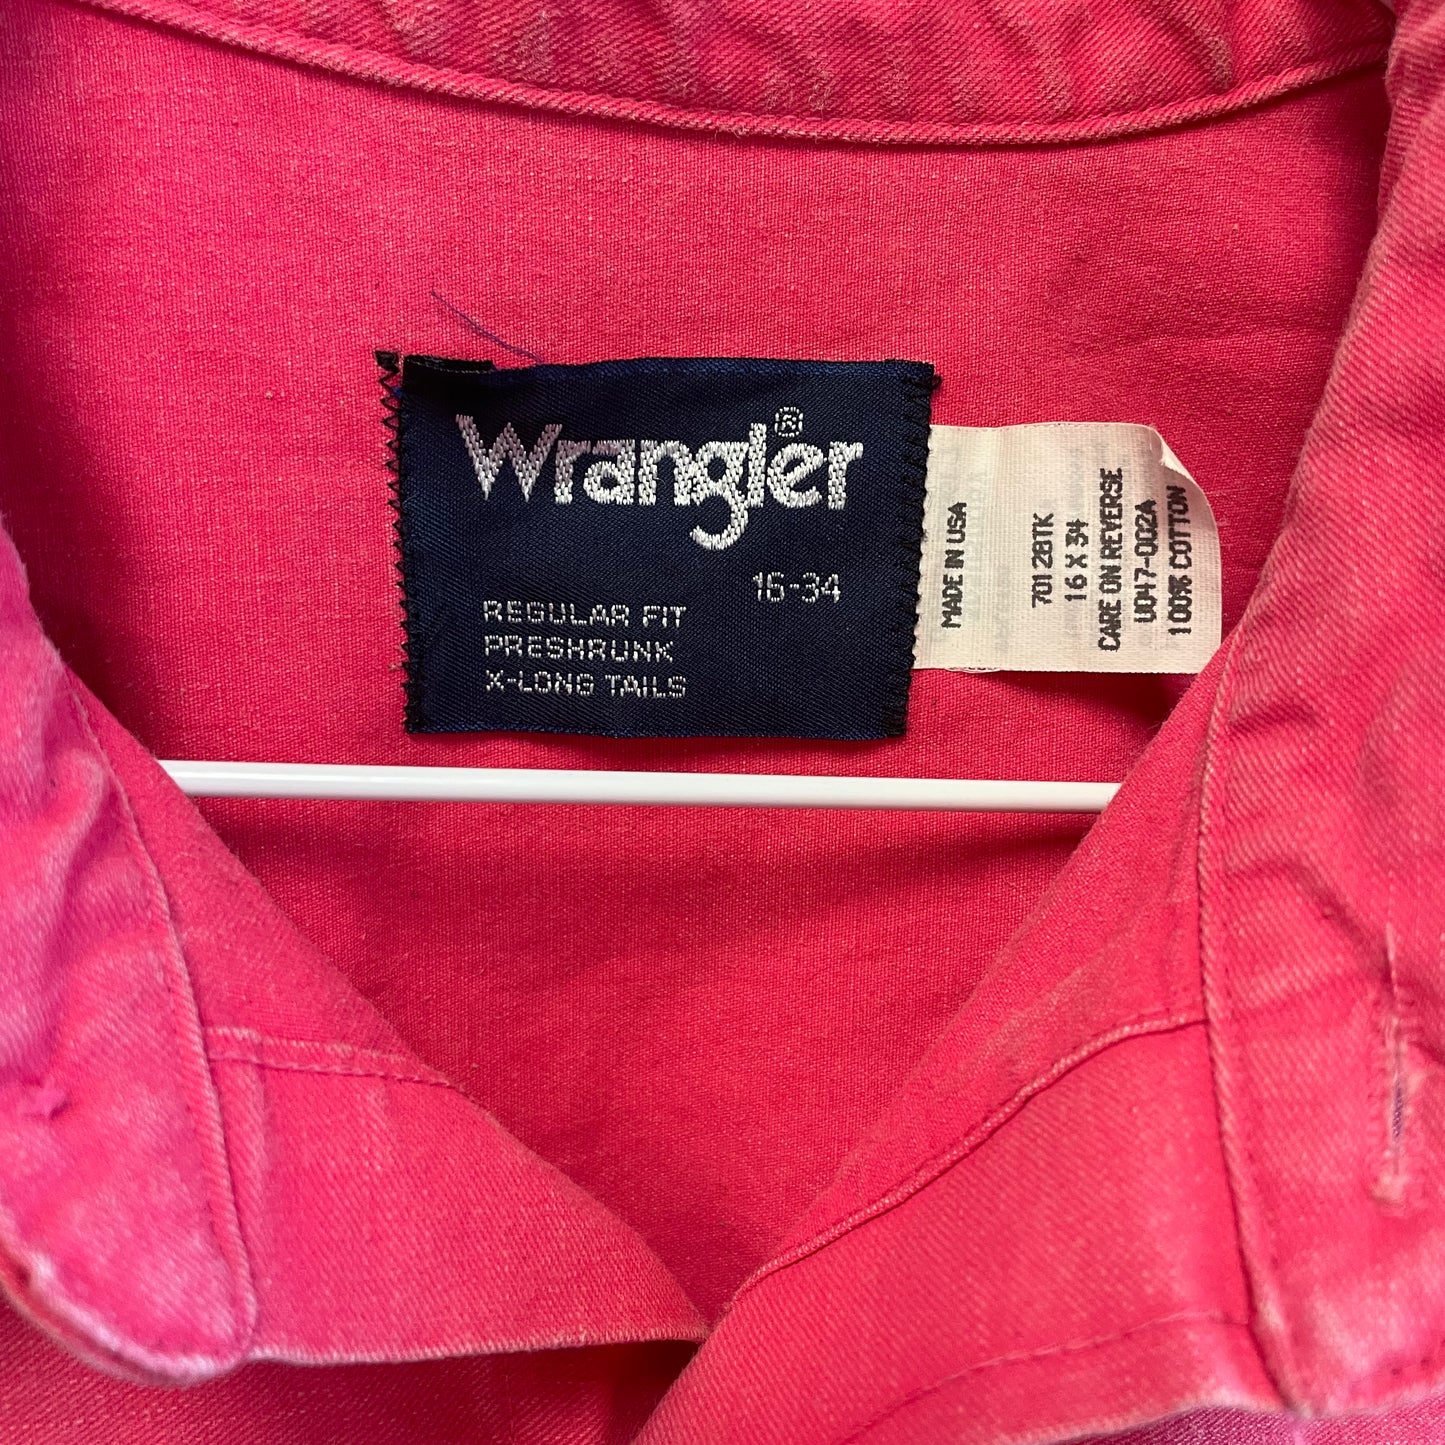 Wrangler®
16-34
REGULAR FIT
PRESHRUNK
X-LONG TAILS
MADE IN USA
70128TK
16 X 34
CARE ON REVERSE
U047-002A
100% COTTON